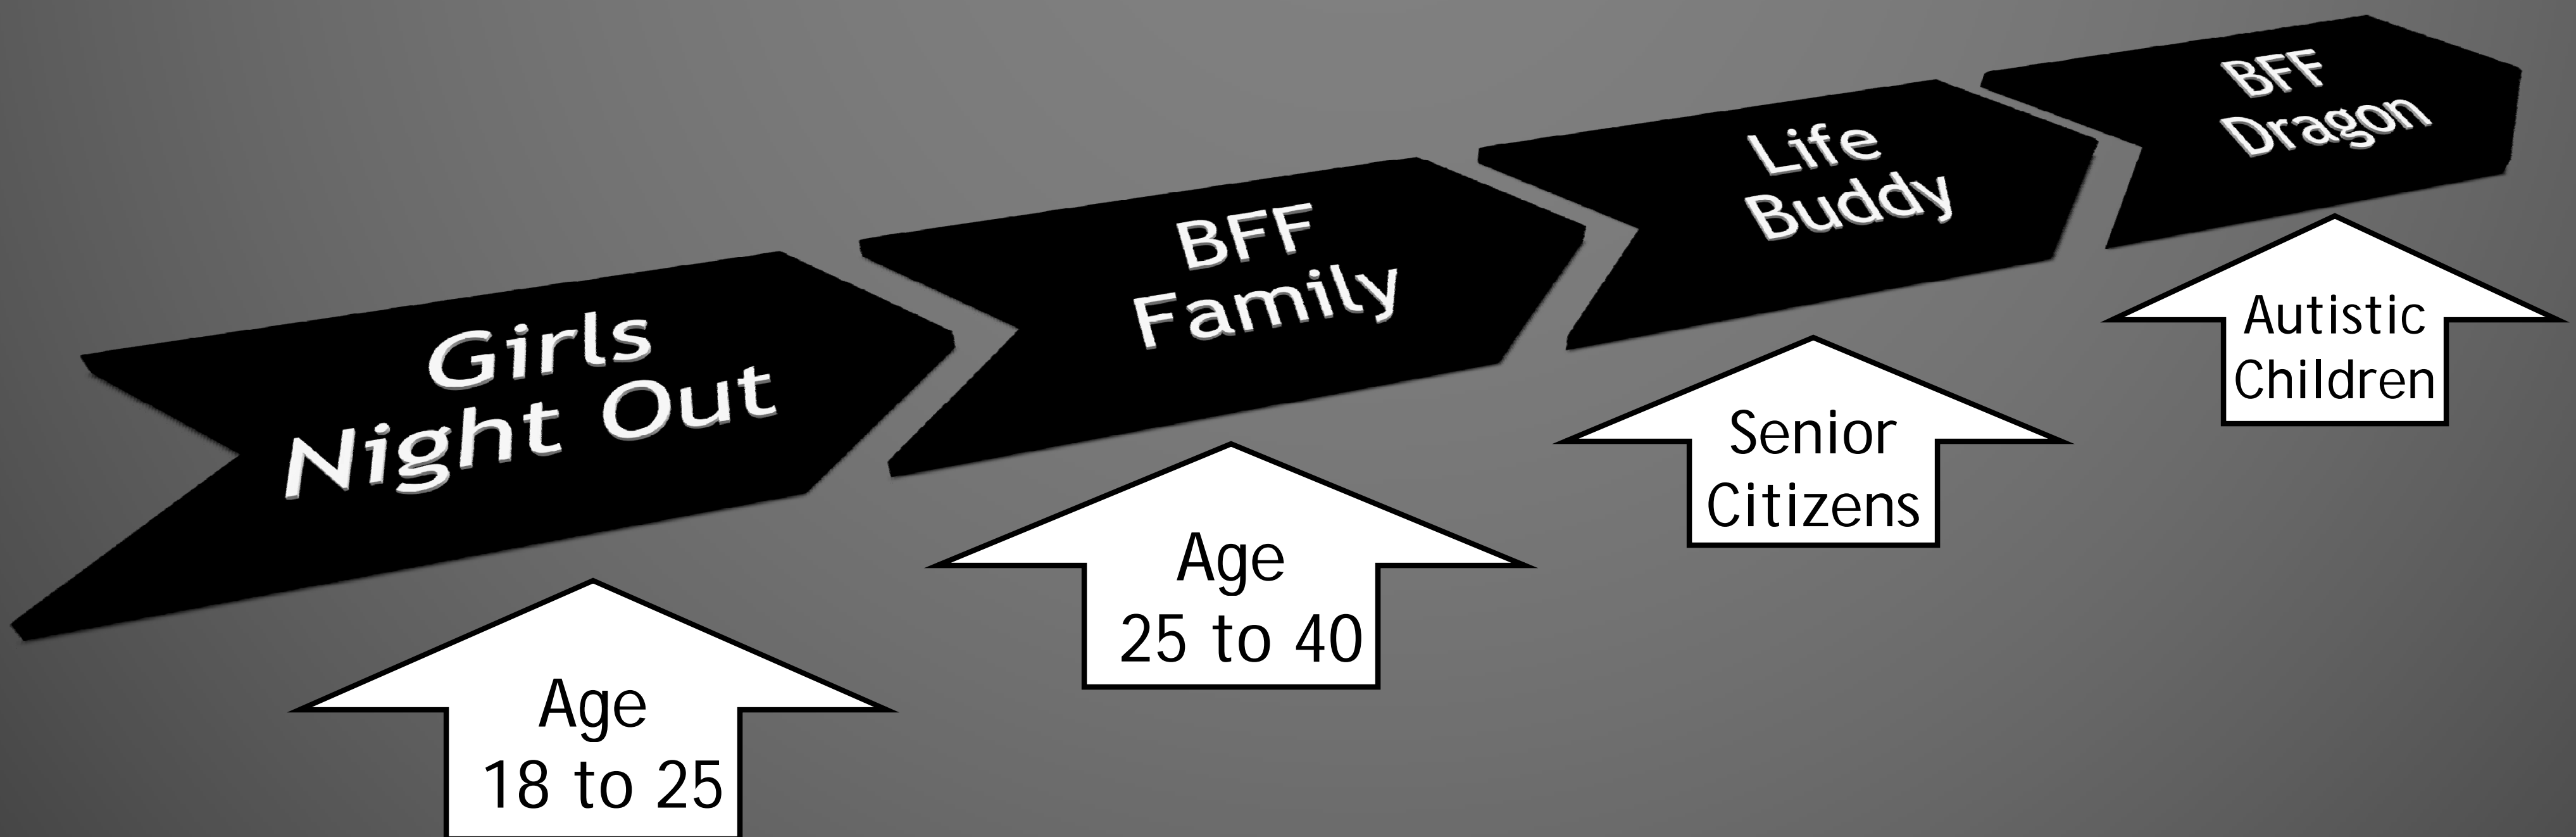 Girls
Night Out
BFF
Family
Life
Buddy
BFF
Dragon
Age
18 to 25
Age
25 to 40
Senior
Citizens
Autistic
Children